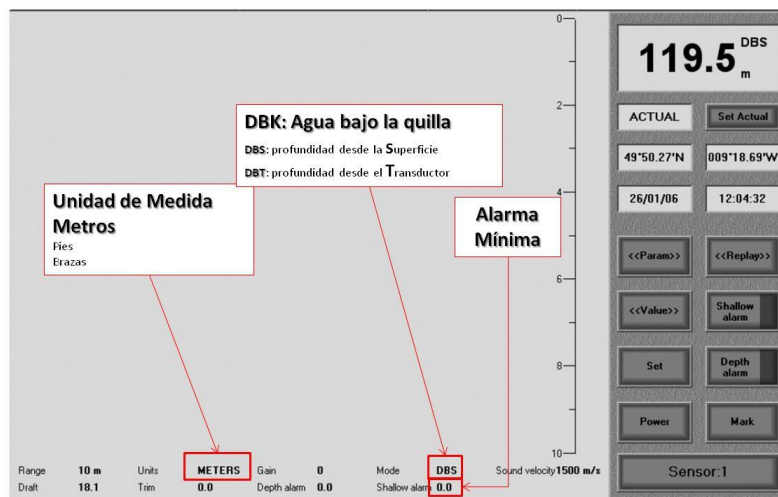 0
119.5 DBS m
2
DBK: Agua bajo la quilla
DBS: profundidad desde la Superficie
DBT: profundidad desde el Transductor
ACTUAL Set Actual
49°50.27'N 009°18.69'W
4
26/01/06 12:04:32
Unidad de Medida
Metros
Pies
Brazas
Alarma
Mínima
<<Param>> <<Replay>>
6
<<Value>> Shallow alarm
8
Set Depth alarm
Power Mark
10
Range 10 m Units METERS Gain 0 Mode DBS Sound velocity 1500 m/s
Draft 18.1 Trim 0.0 Depth alarm 0.0 Shallow alarm 0.0
Sensor:1